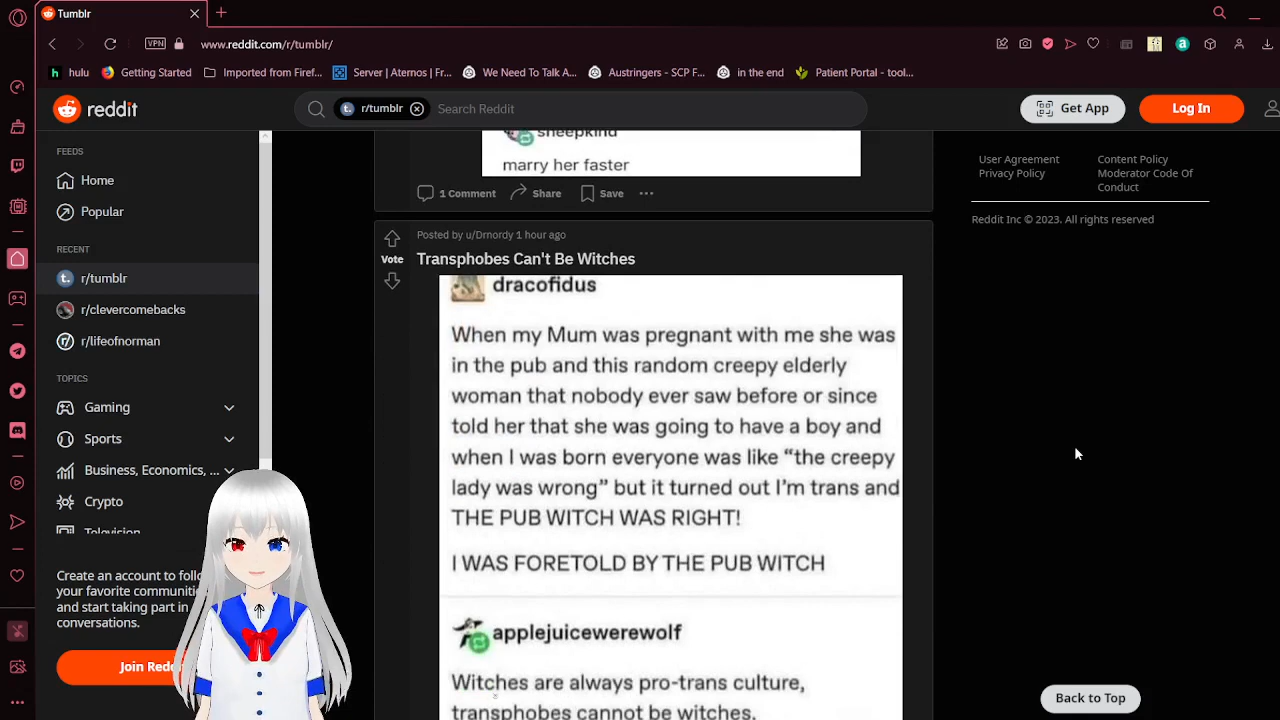 Tumblr
VPN
www.reddit.com/r/tumblr/
h hulu
Getting Started
Imported from Firef...
Server | Aternos | Fr...
We Need To Talk A...
Austringers - SCP F...
in the end
Patient Portal - tool...
reddit
r/tumblr
Search Reddit
Get App
Log In
FEEDS
Home
Popular
RECENT
r/tumblr
r/clevercomebacks
r/lifeofnorman
TOPICS
Gaming
Sports
Business, Economics, ...
Crypto
Television
Create an account to follo
your favorite communiti
and start taking part in
conversations.
Join Redd
sheepkind
marry her faster
1 Comment
Share
Save
Posted by u/Drnordy 1 hour ago
Vote
Transphobes Can't Be Witches
dracofidus
When my Mum was pregnant with me she was
in the pub and this random creepy elderly
woman that nobody ever saw before or since
told her that she was going to have a boy and
when I was born everyone was like “the creepy
lady was wrong” but it turned out I’m trans and
THE PUB WITCH WAS RIGHT!
I WAS FORETOLD BY THE PUB WITCH
applejuicewerewolf
Witches are always pro-trans culture,
transphobes cannot be witches.
User Agreement
Privacy Policy
Content Policy
Moderator Code Of
Conduct
Reddit Inc © 2023. All rights reserved
Back to Top